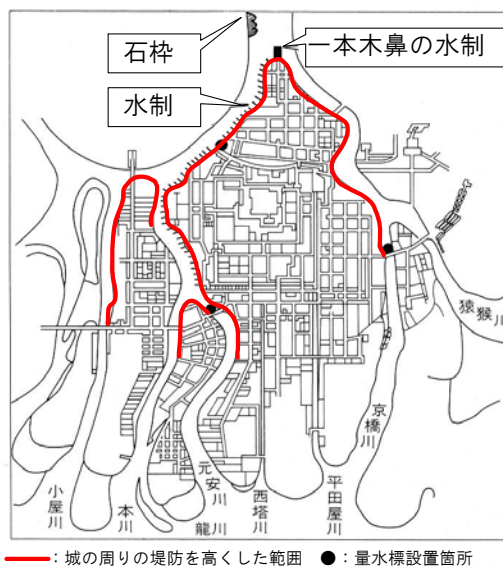 石枠
一本木鼻の水制
水制
猿猴川
京橋川
平田屋川
西塔川
元安川
龍川
本川
小屋川
:城の周りの堤防を高くした範囲 ●:量水標設置箇所